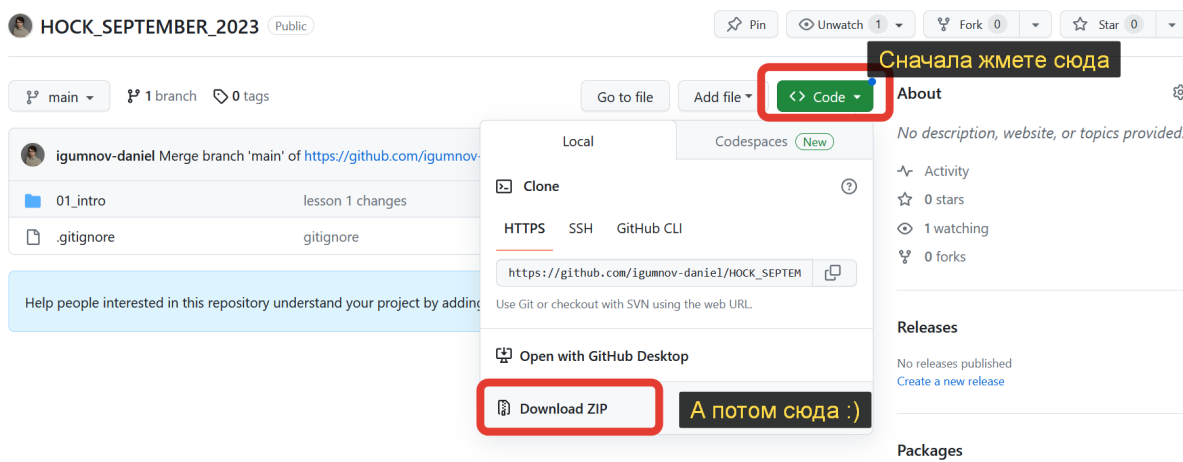 HOCK_SEPTEMBER_2023 Public
Pin
Unwatch 1
Fork 0
Star 0
Сначала жмете сюда
main
1 branch
0 tags
Go to file
Add file
<> Code
igumnov-daniel Merge branch 'main' of https://github.com/igumnov-
01_intro lesson 1 changes
.gitignore gitignore
Help people interested in this repository understand your project by adding
Local
Codespaces New
Clone
HTTPS SSH GitHub CLI
https://github.com/igumnov-daniel/HOCK_SEPTEM
Use Git or checkout with SVN using the web URL.
Open with GitHub Desktop
Download ZIP
А потом сюда :)
About
No description, website, or topics provided.
Activity
0 stars
1 watching
0 forks
Releases
No releases published
Create a new release
Packages